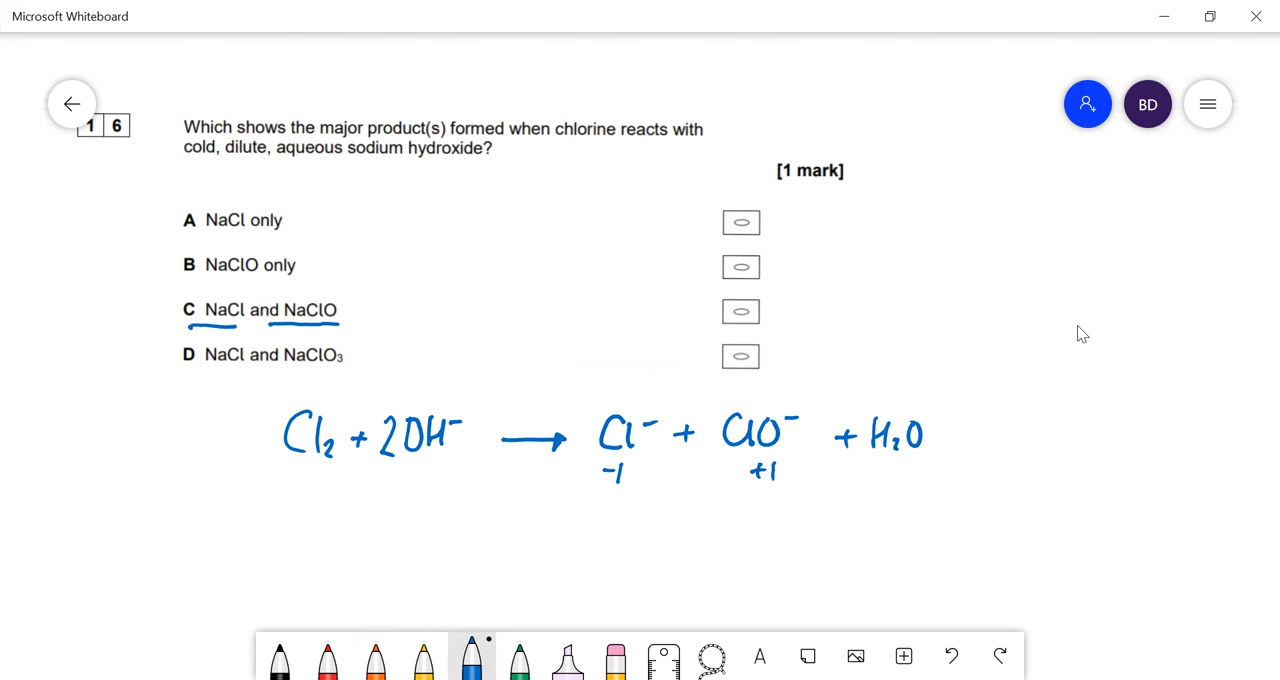 Microsoft Whiteboard
BD
1 6
Which shows the major product(s) formed when chlorine reacts with
cold, dilute, aqueous sodium hydroxide?
[1 mark]
A NaCl only
B NaClO only
C NaCl and NaClO
D NaCl and NaClO₃
Cl₂ + 2OH⁻ → Cl⁻ + ClO⁻ + H₂O
-1 +1
A